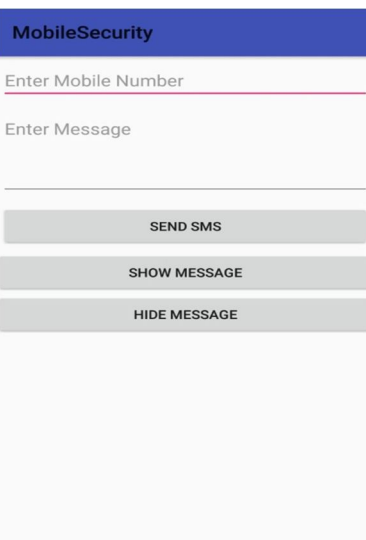 MobileSecurity
Enter Mobile Number
Enter Message
SEND SMS
SHOW MESSAGE
HIDE MESSAGE